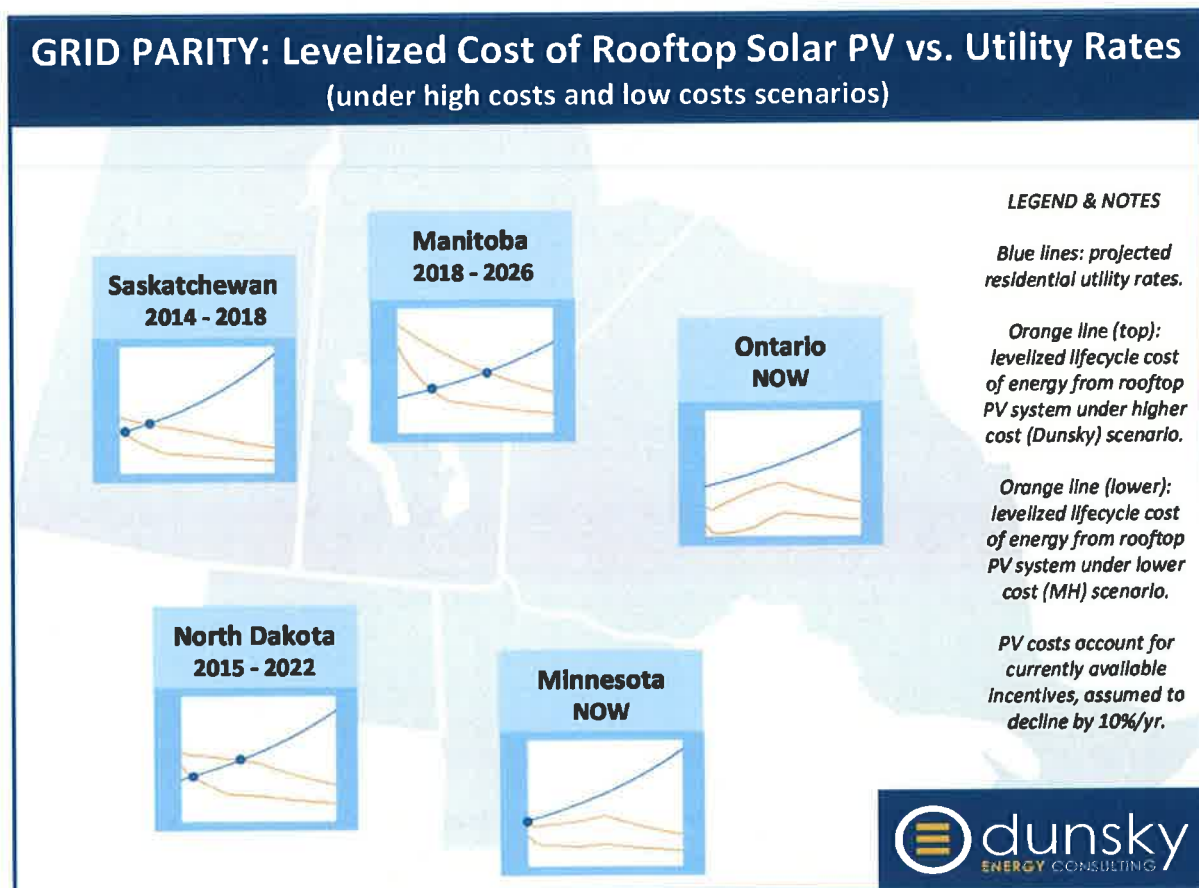 GRID PARITY: Levelized Cost of Rooftop Solar PV vs. Utility Rates
(under high costs and low costs scenarios)
Saskatchewan
2014 - 2018
Manitoba
2018 - 2026
Ontario
NOW
North Dakota
2015 - 2022
Minnesota
NOW
LEGEND & NOTES
Blue lines: projected
residential utility rates.
Orange line (top):
levelized lifecycle cost
of energy from rooftop
PV system under higher
cost (Dunsky) scenario.
Orange line (lower):
levelized lifecycle cost
of energy from rooftop
PV system under lower
cost (MH) scenario.
PV costs account for
currently available
incentives, assumed to
decline by 10%/yr.
dunsky
ENERGY CONSULTING